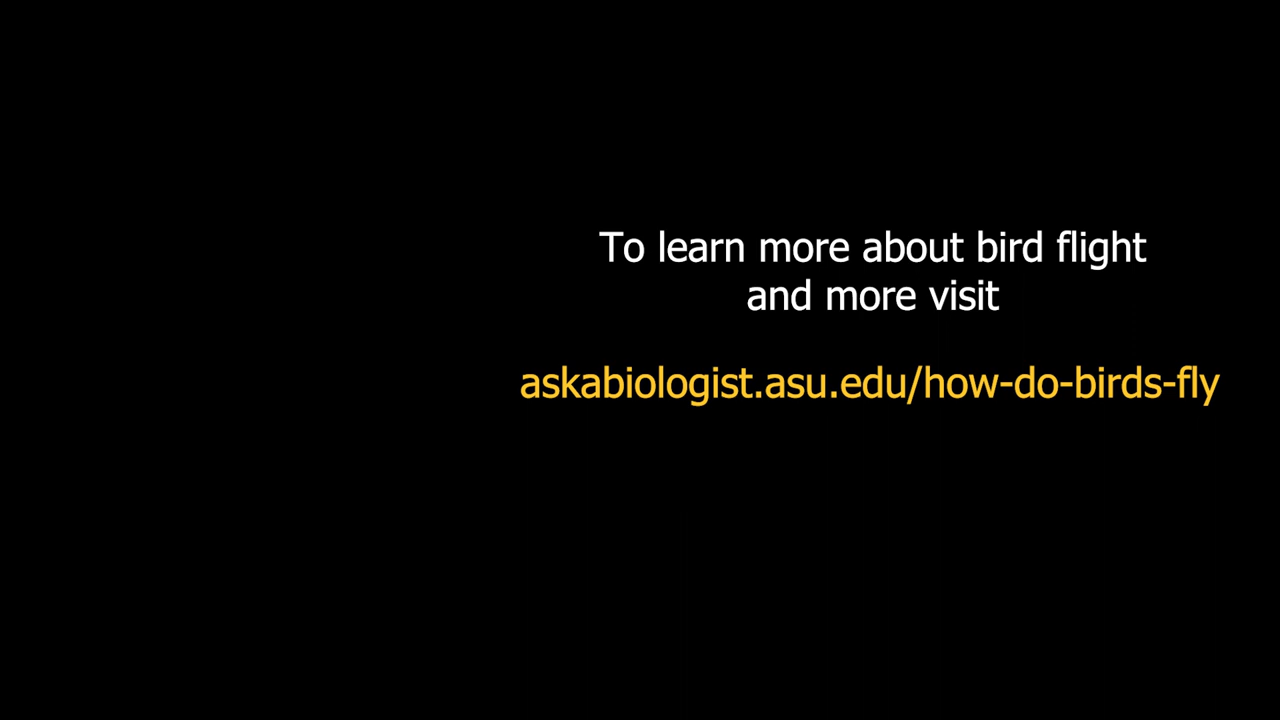 To learn more about bird flight
and more visit
askabiologist.asu.edu/how-do-birds-fly